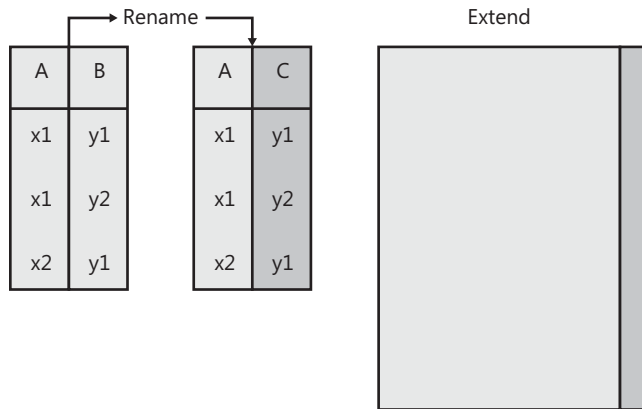 Rename
Extend
A B
x1 y1
x1 y2
x2 y1
A C
x1 y1
x1 y2
x2 y1